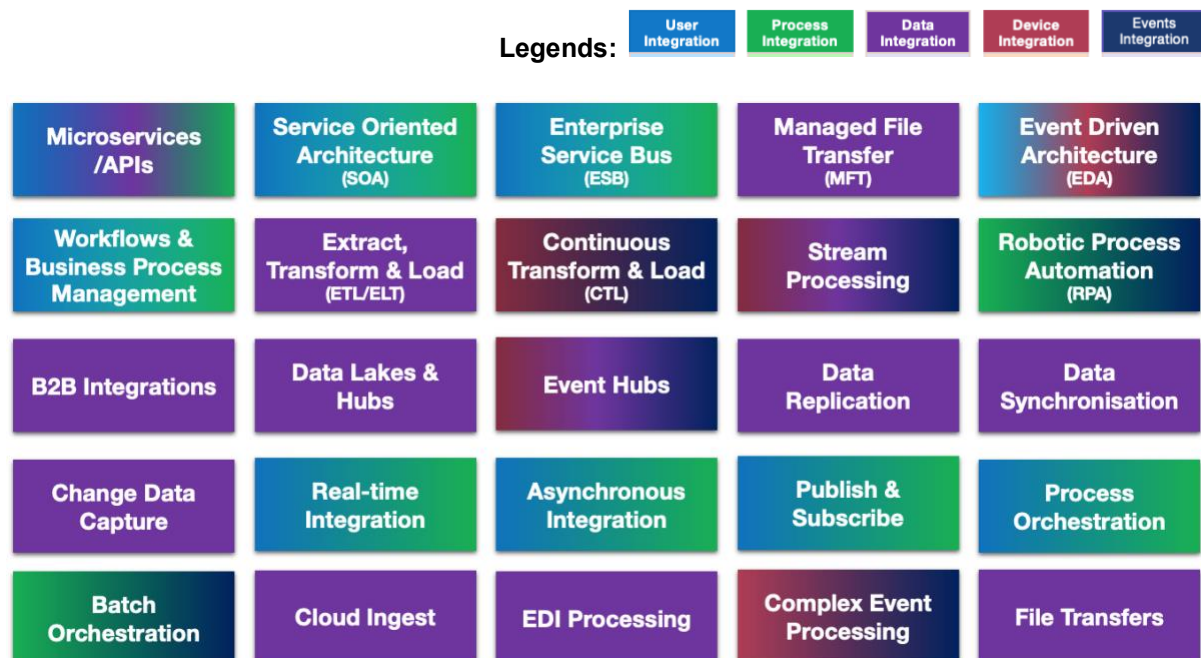 Legends:
User
Integration
Process
Integration
Data
Integration
Device
Integration
Events
Integration
Microservices
/APIs
Service Oriented
Architecture
(SOA)
Enterprise
Service Bus
(ESB)
Managed File
Transfer
(MFT)
Event Driven
Architecture
(EDA)
Workflows &
Business Process
Management
Extract,
Transform & Load
(ETL/ELT)
Continuous
Transform & Load
(CTL)
Stream
Processing
Robotic Process
Automation
(RPA)
B2B Integrations
Data Lakes &
Hubs
Event Hubs
Data
Replication
Data
Synchronisation
Change Data
Capture
Real-time
Integration
Asynchronous
Integration
Publish &
Subscribe
Process
Orchestration
Batch
Orchestration
Cloud Ingest
EDI Processing
Complex Event
Processing
File Transfers